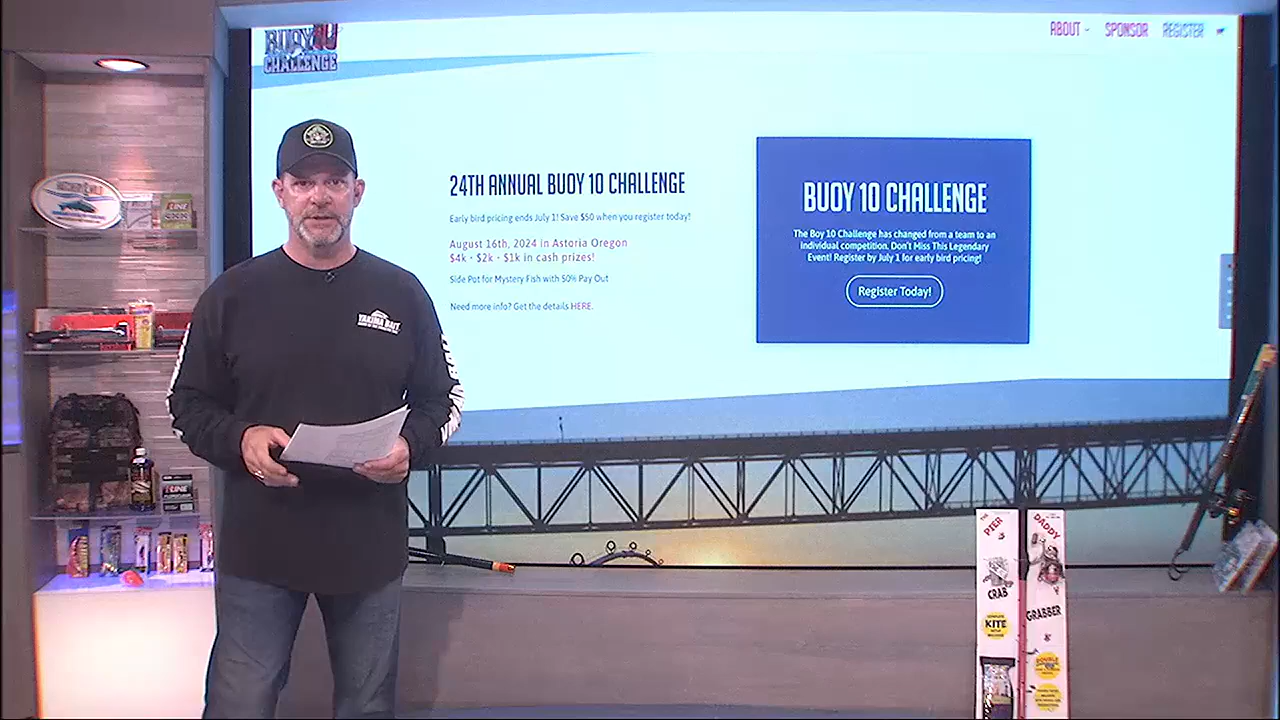 BUOY 10
CHALLENGE
ABOUT
SPONSOR
REGISTER
24TH ANNUAL BUOY 10 CHALLENGE
Early bird pricing ends July 1! Save $50 when you register today!
August 16th, 2024 in Astoria Oregon
$4k - $2k - $1k in cash prizes!
Side Pot for Mystery Fish with 50% Pay Out
Need more info? Get the details HERE.
BUOY 10 CHALLENGE
The Boy 10 Challenge has changed from a team to an
individual competition. Don't Miss This Legendary
Event! Register by July 1 for early bird pricing!
Register Today!
YAKIMA BAIT
THE
PIER
CRAB
COMPLETE
KITE
DADDY
GRABBER
DOUBLE